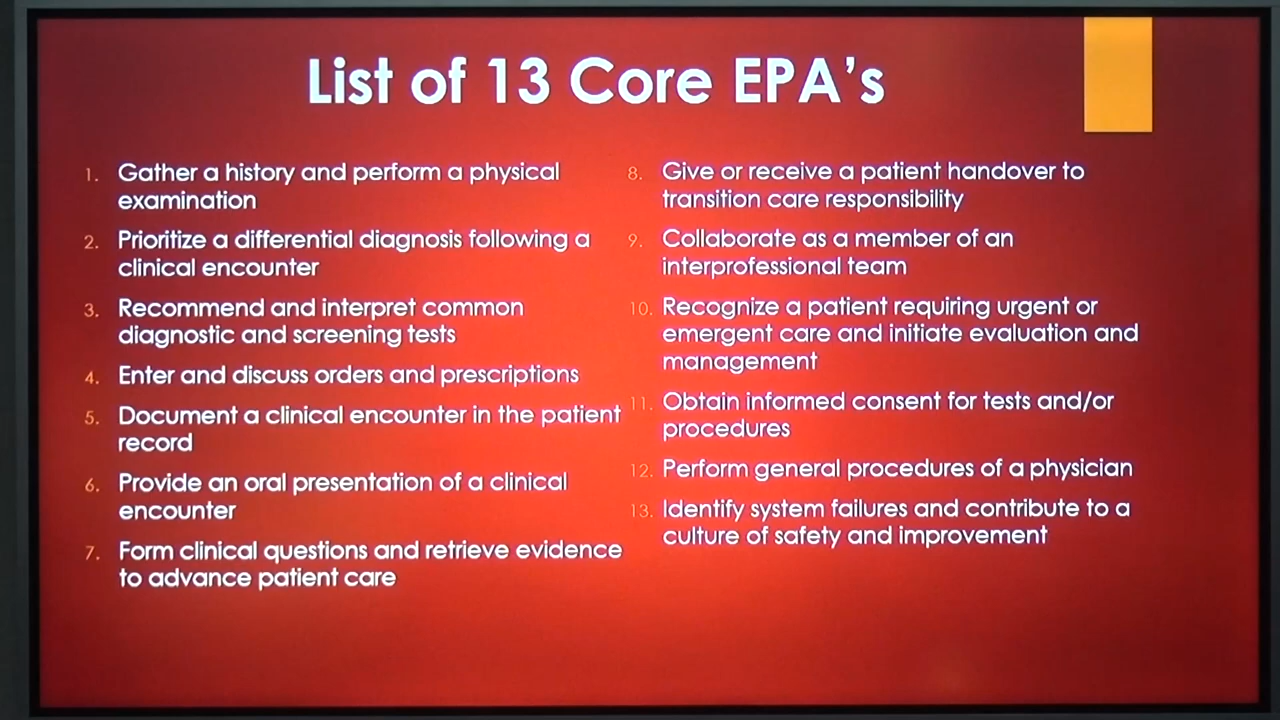 List of 13 Core EPA's
1. Gather a history and perform a physical
examination
2. Prioritize a differential diagnosis following a
clinical encounter
3. Recommend and interpret common
diagnostic and screening tests
4. Enter and discuss orders and prescriptions
5. Document a clinical encounter in the patient
record
6. Provide an oral presentation of a clinical
encounter
7. Form clinical questions and retrieve evidence
to advance patient care
8. Give or receive a patient handover to
transition care responsibility
9. Collaborate as a member of an
interprofessional team
10. Recognize a patient requiring urgent or
emergent care and initiate evaluation and
management
11. Obtain informed consent for tests and/or
procedures
12. Perform general procedures of a physician
13. Identify system failures and contribute to a
culture of safety and improvement